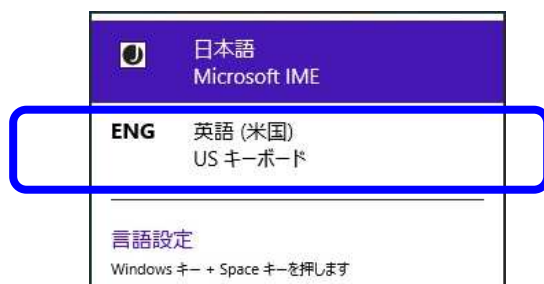 日本語
Microsoft IME
ENG 英語 (米国)
US キーボード
言語設定
Windows キー + Space キーを押します